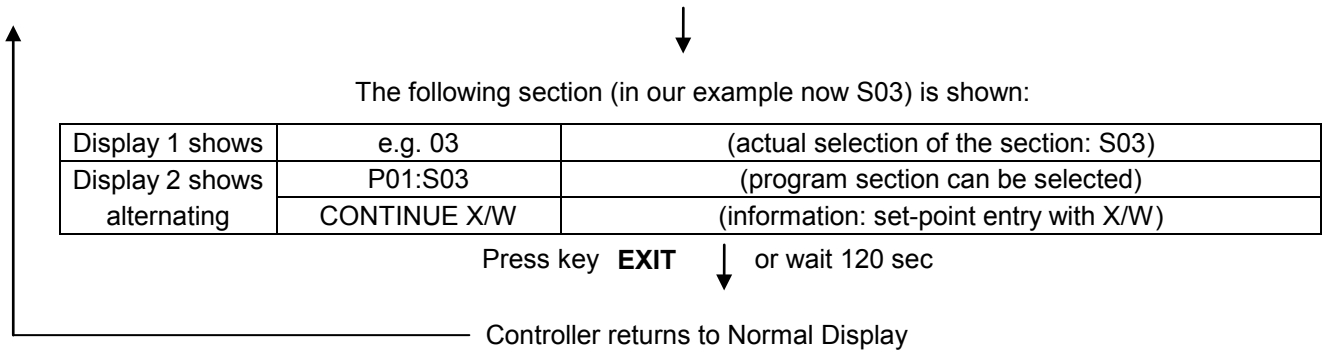 The following section (in our example now S03) is shown:
Display 1 shows e.g. 03 (actual selection of the section: S03)
Display 2 shows alternating P01:S03 (program section can be selected)
CONTINUE X/W (information: set-point entry with X/W)
Press key EXIT or wait 120 sec
Controller returns to Normal Display